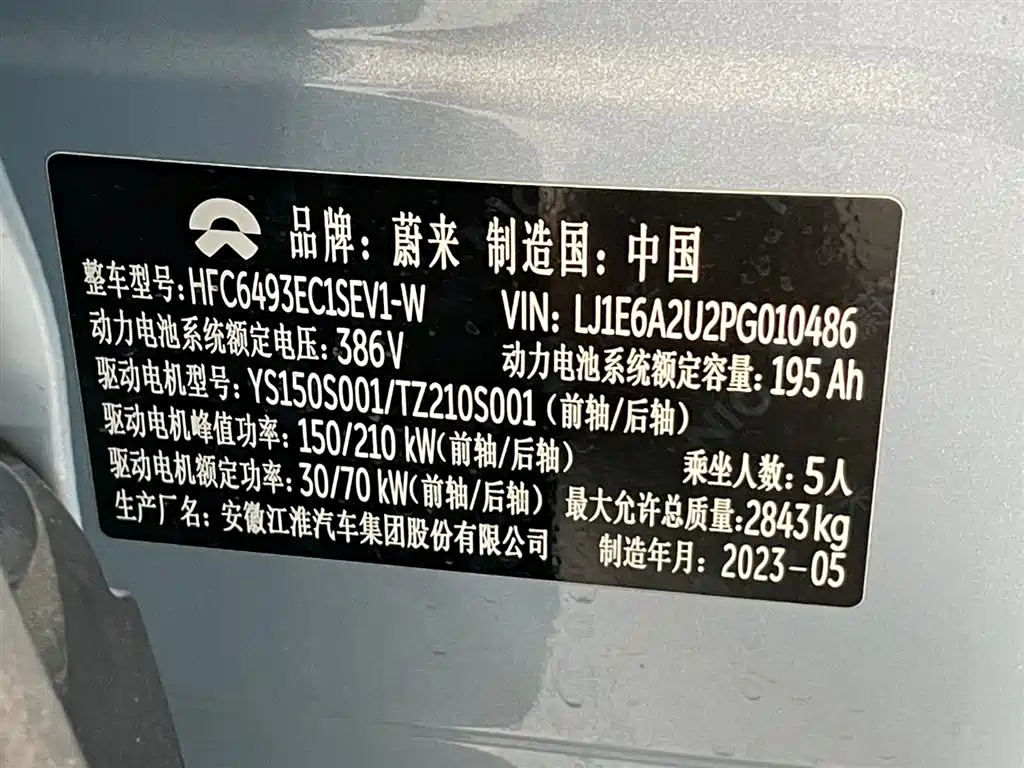 品牌：蔚来 制造国：中国
整车型号：HFC6493EC1SEV1-W VIN：LJ1E6A2U2PG010486
动力电池系统额定电压：386V 动力电池系统额定容量：195 Ah
驱动电机型号：YS150S001/TZ210S001（前轴/后轴）
驱动电机峰值功率：150/210 kW（前轴/后轴） 乘坐人数：5人
驱动电机额定功率：30/70 kW（前轴/后轴） 最大允许总质量：2843kg
生产厂名：安徽江淮汽车集团股份有限公司 制造年月：2023-05